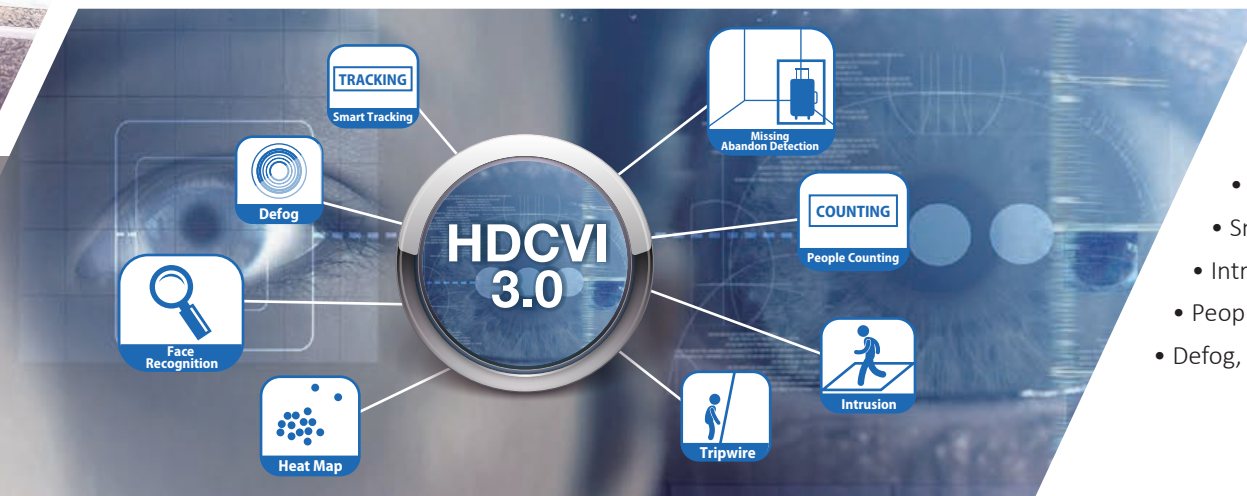 TRACKING
Smart Tracking
Missing
Abandon Detection
Defog
COUNTING
People Counting
HDCVI
3.0
Face
Recognition
Intrusion
Heat Map
Tripwire
•
•
• Intr
• Peop
• Defog,